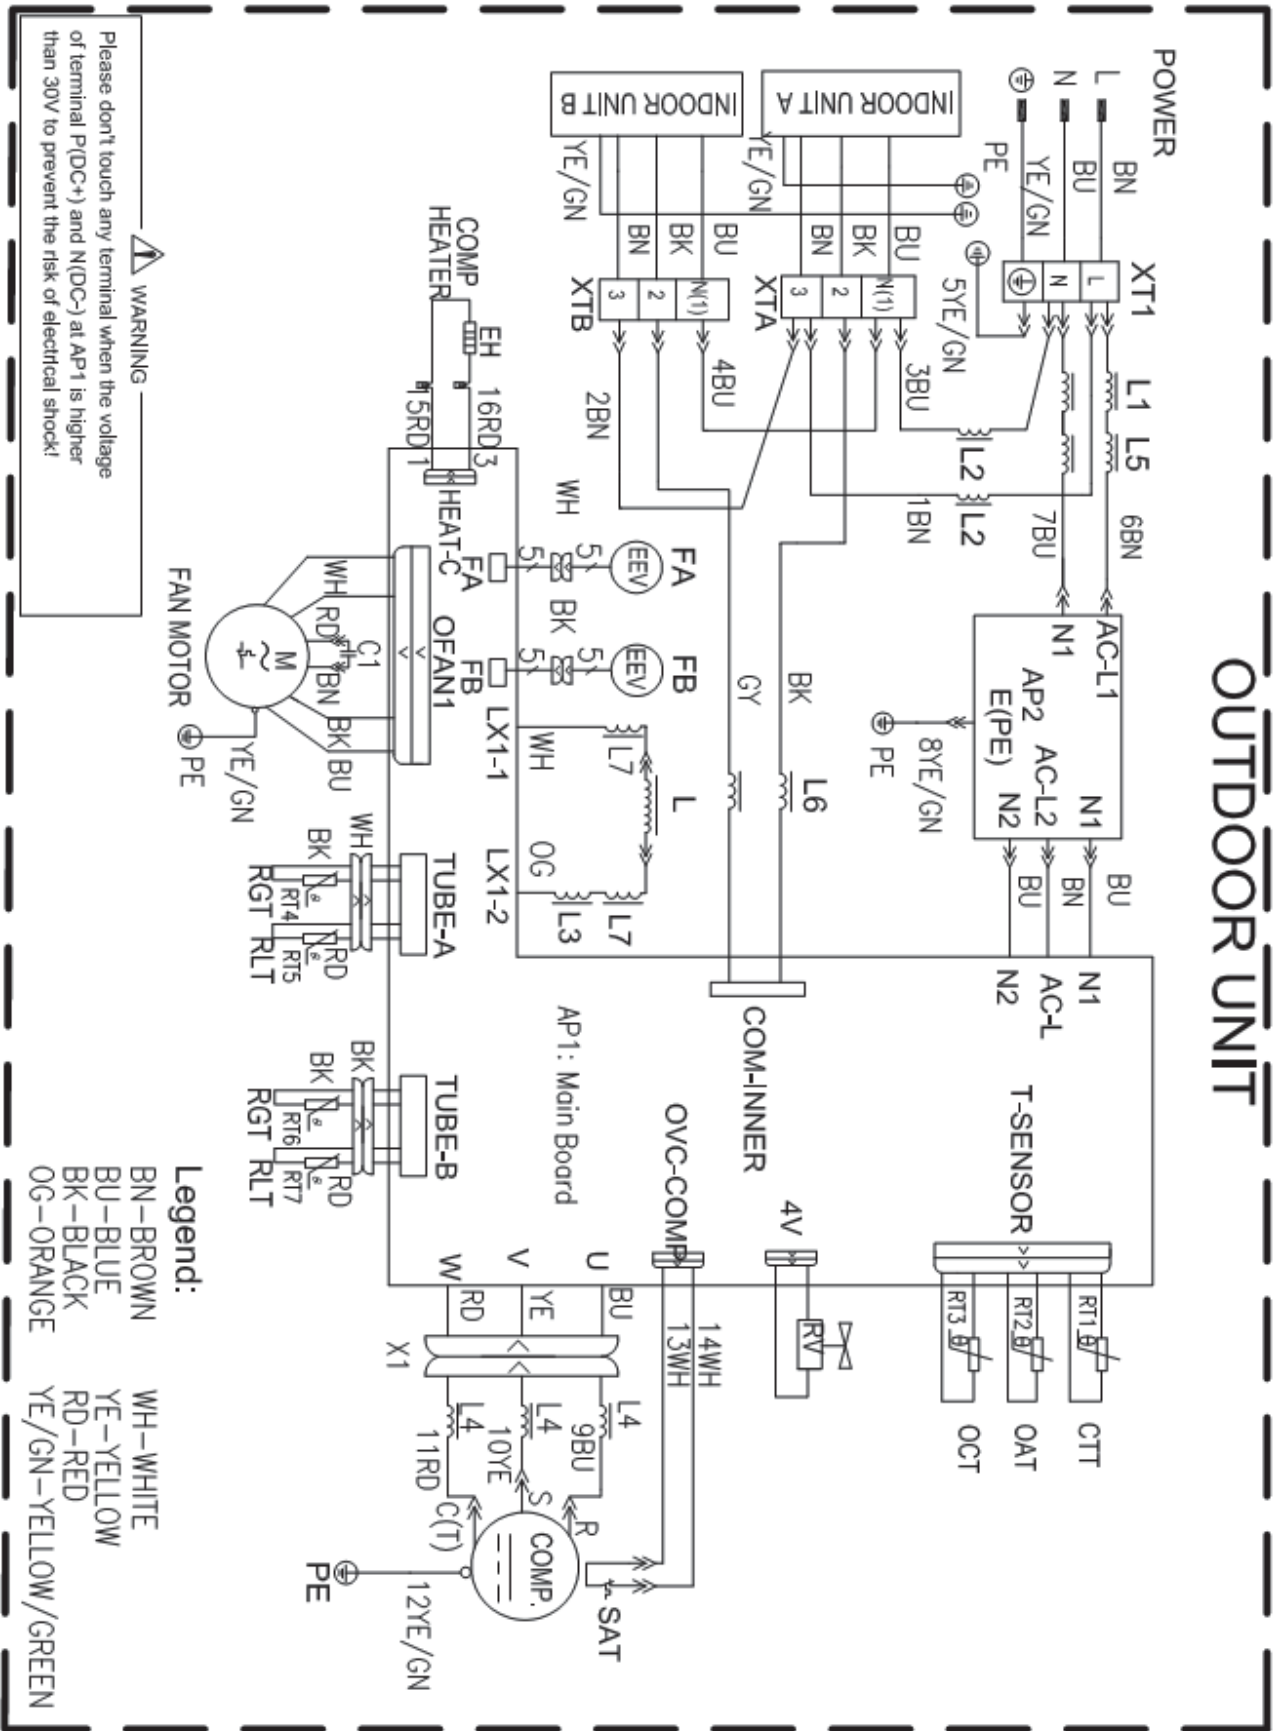 OUTDOOR UNIT
POWER
L
N
BN
BU
YE/GN
PE
XT1
L
N
L1
L5
6BN
7BU
5YE/GN
AC-L1
N1
AP2
E(PE)
AC-L2
N1
N2
8YE/GN
PE
BU
BN
BU
N1
AC-L
N2
T-SENSOR
RT1
RT2
RT3
θ
θ
θ
CTT
OAT
OCT
INDOOR UNIT A
YE/GN
BU
BK
BN
N(1)
2
3
XTA
3BU
L2
L2
1BN
INDOOR UNIT B
YE/GN
BU
BK
BN
N(1)
2
3
XTB
4BU
2BN
BK
GY
L6
COM-INNER
4V
RV
COMP
HEATER
EH
16RD
15RD
3
1
HEAT-C
WH
FA
EEV
5
5
FA
BK
FB
EEV
5
5
FB
LX1-1
WH
L7
L
OG
LX1-2
L3
L7
AP1: Main Board
OVC-COMP
14WH
13WH
SAT
OFAN1
WH
RD
C1
BN
BK
BU
M
FAN MOTOR
YE/GN
PE
TUBE-A
WH
BK
RT4
RT5
RD
θ
θ
RGT
RLT
TUBE-B
BK
BK
RT6
RT7
RD
θ
θ
RGT
RLT
U
V
W
BU
YE
RD
X1
L4
L4
L4
9BU
10YE
11RD
R
S
C(T)
COMP.
12YE/GN
PE
WARNING
Please don't touch any terminal when the voltage
of terminal P(DC+) and N(DC-) at AP1 is higher
than 30V to prevent the risk of electrical shock!
Legend:
BN-BROWN WH-WHITE
BU-BLUE YE-YELLOW
BK-BLACK RD-RED
OG-ORANGE YE/GN-YELLOW/GREEN